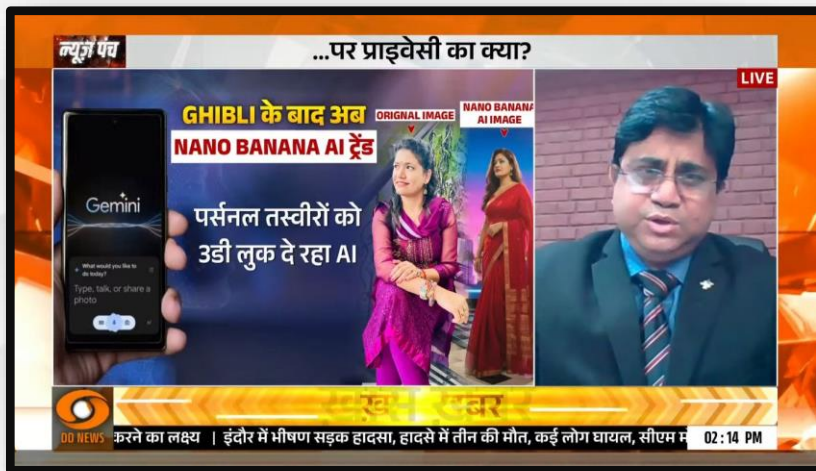 न्यूज़ पंच
...पर प्राइवेसी का क्या?
LIVE
GHIBLI के बाद अब
NANO BANANA AI ट्रेंड
ORIGNAL IMAGE
NANO BANANA
AI IMAGE
पर्सनल तस्वीरों को
3डी लुक दे रहा AI
Gemini
What would you like to
do today?
Type, talk, or share a
photo
ख़बर
DD NEWS
करने का लक्ष्य | इंदौर में भीषण सड़क हादसा, हादसे में तीन की मौत, कई लोग घायल, सीएम
02:14 PM